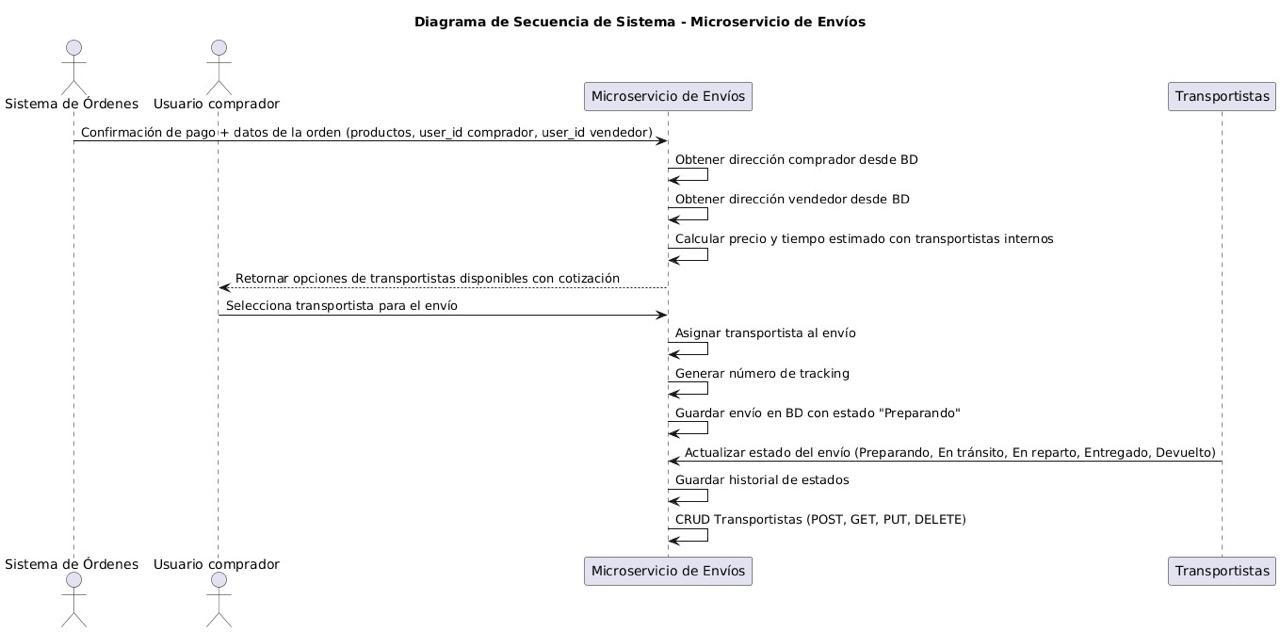 Diagrama de Secuencia de Sistema - Microservicio de Envíos
Sistema de Órdenes
Usuario comprador
Microservicio de Envíos
Transportistas
Confirmación de pago + datos de la orden (productos, user_id comprador, user_id vendedor)
Obtener dirección comprador desde BD
Obtener dirección vendedor desde BD
Calcular precio y tiempo estimado con transportistas internos
Retornar opciones de transportistas disponibles con cotización
Selecciona transportista para el envío
Asignar transportista al envío
Generar número de tracking
Guardar envío en BD con estado "Preparando"
Actualizar estado del envío (Preparando, En tránsito, En reparto, Entregado, Devuelto)
Guardar historial de estados
CRUD Transportistas (POST, GET, PUT, DELETE)
Sistema de Órdenes
Usuario comprador
Microservicio de Envíos
Transportistas